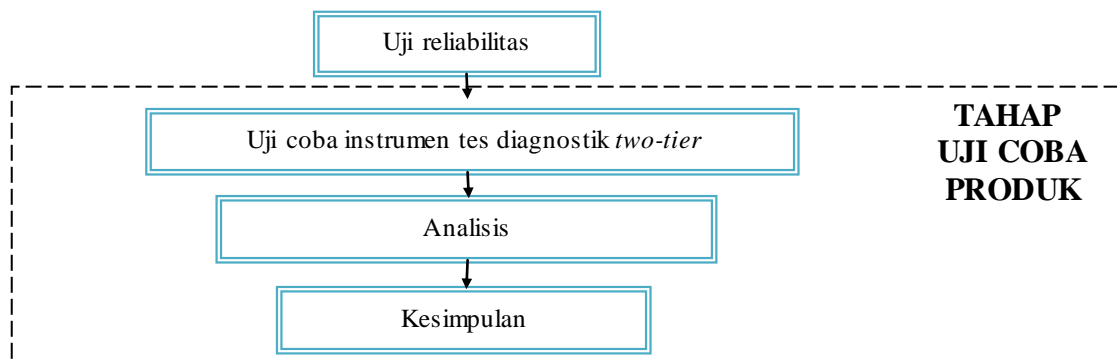 Uji reliabilitas
TAHAP
UJI COBA
PRODUK
Uji coba instrumen tes diagnostik two-tier
Analisis
Kesimpulan